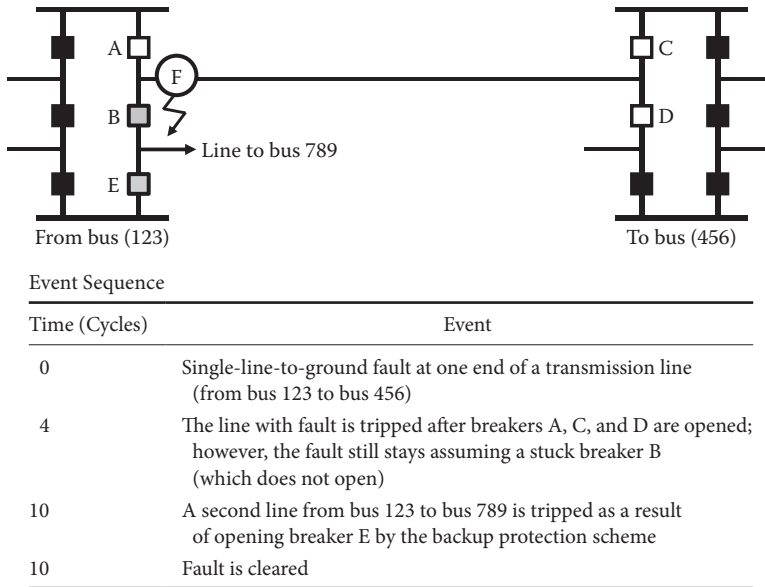 A
F
C
B
D
Line to bus 789
E
From bus (123)
To bus (456)
Event Sequence
Time (Cycles) Event
0 Single-line-to-ground fault at one end of a transmission line
(from bus 123 to bus 456)
4 The line with fault is tripped after breakers A, C, and D are opened;
however, the fault still stays assuming a stuck breaker B
(which does not open)
10 A second line from bus 123 to bus 789 is tripped as a result
of opening breaker E by the backup protection scheme
10 Fault is cleared